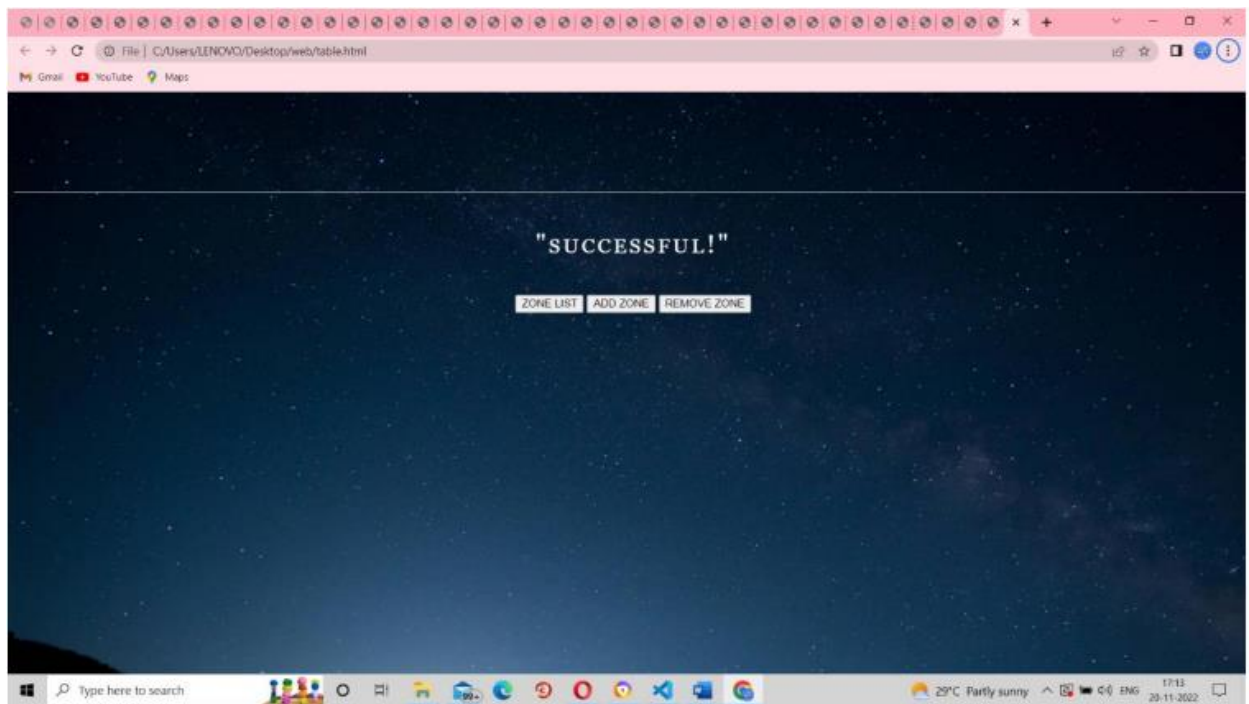 File | C:/Users/LENOVO/Desktop/web/table.html
Gmail YouTube Maps
"SUCCESSFUL!"
ZONE LIST ADD ZONE REMOVE ZONE
Type here to search 99+ 29°C Partly sunny ENG 17:13
20-11-2022